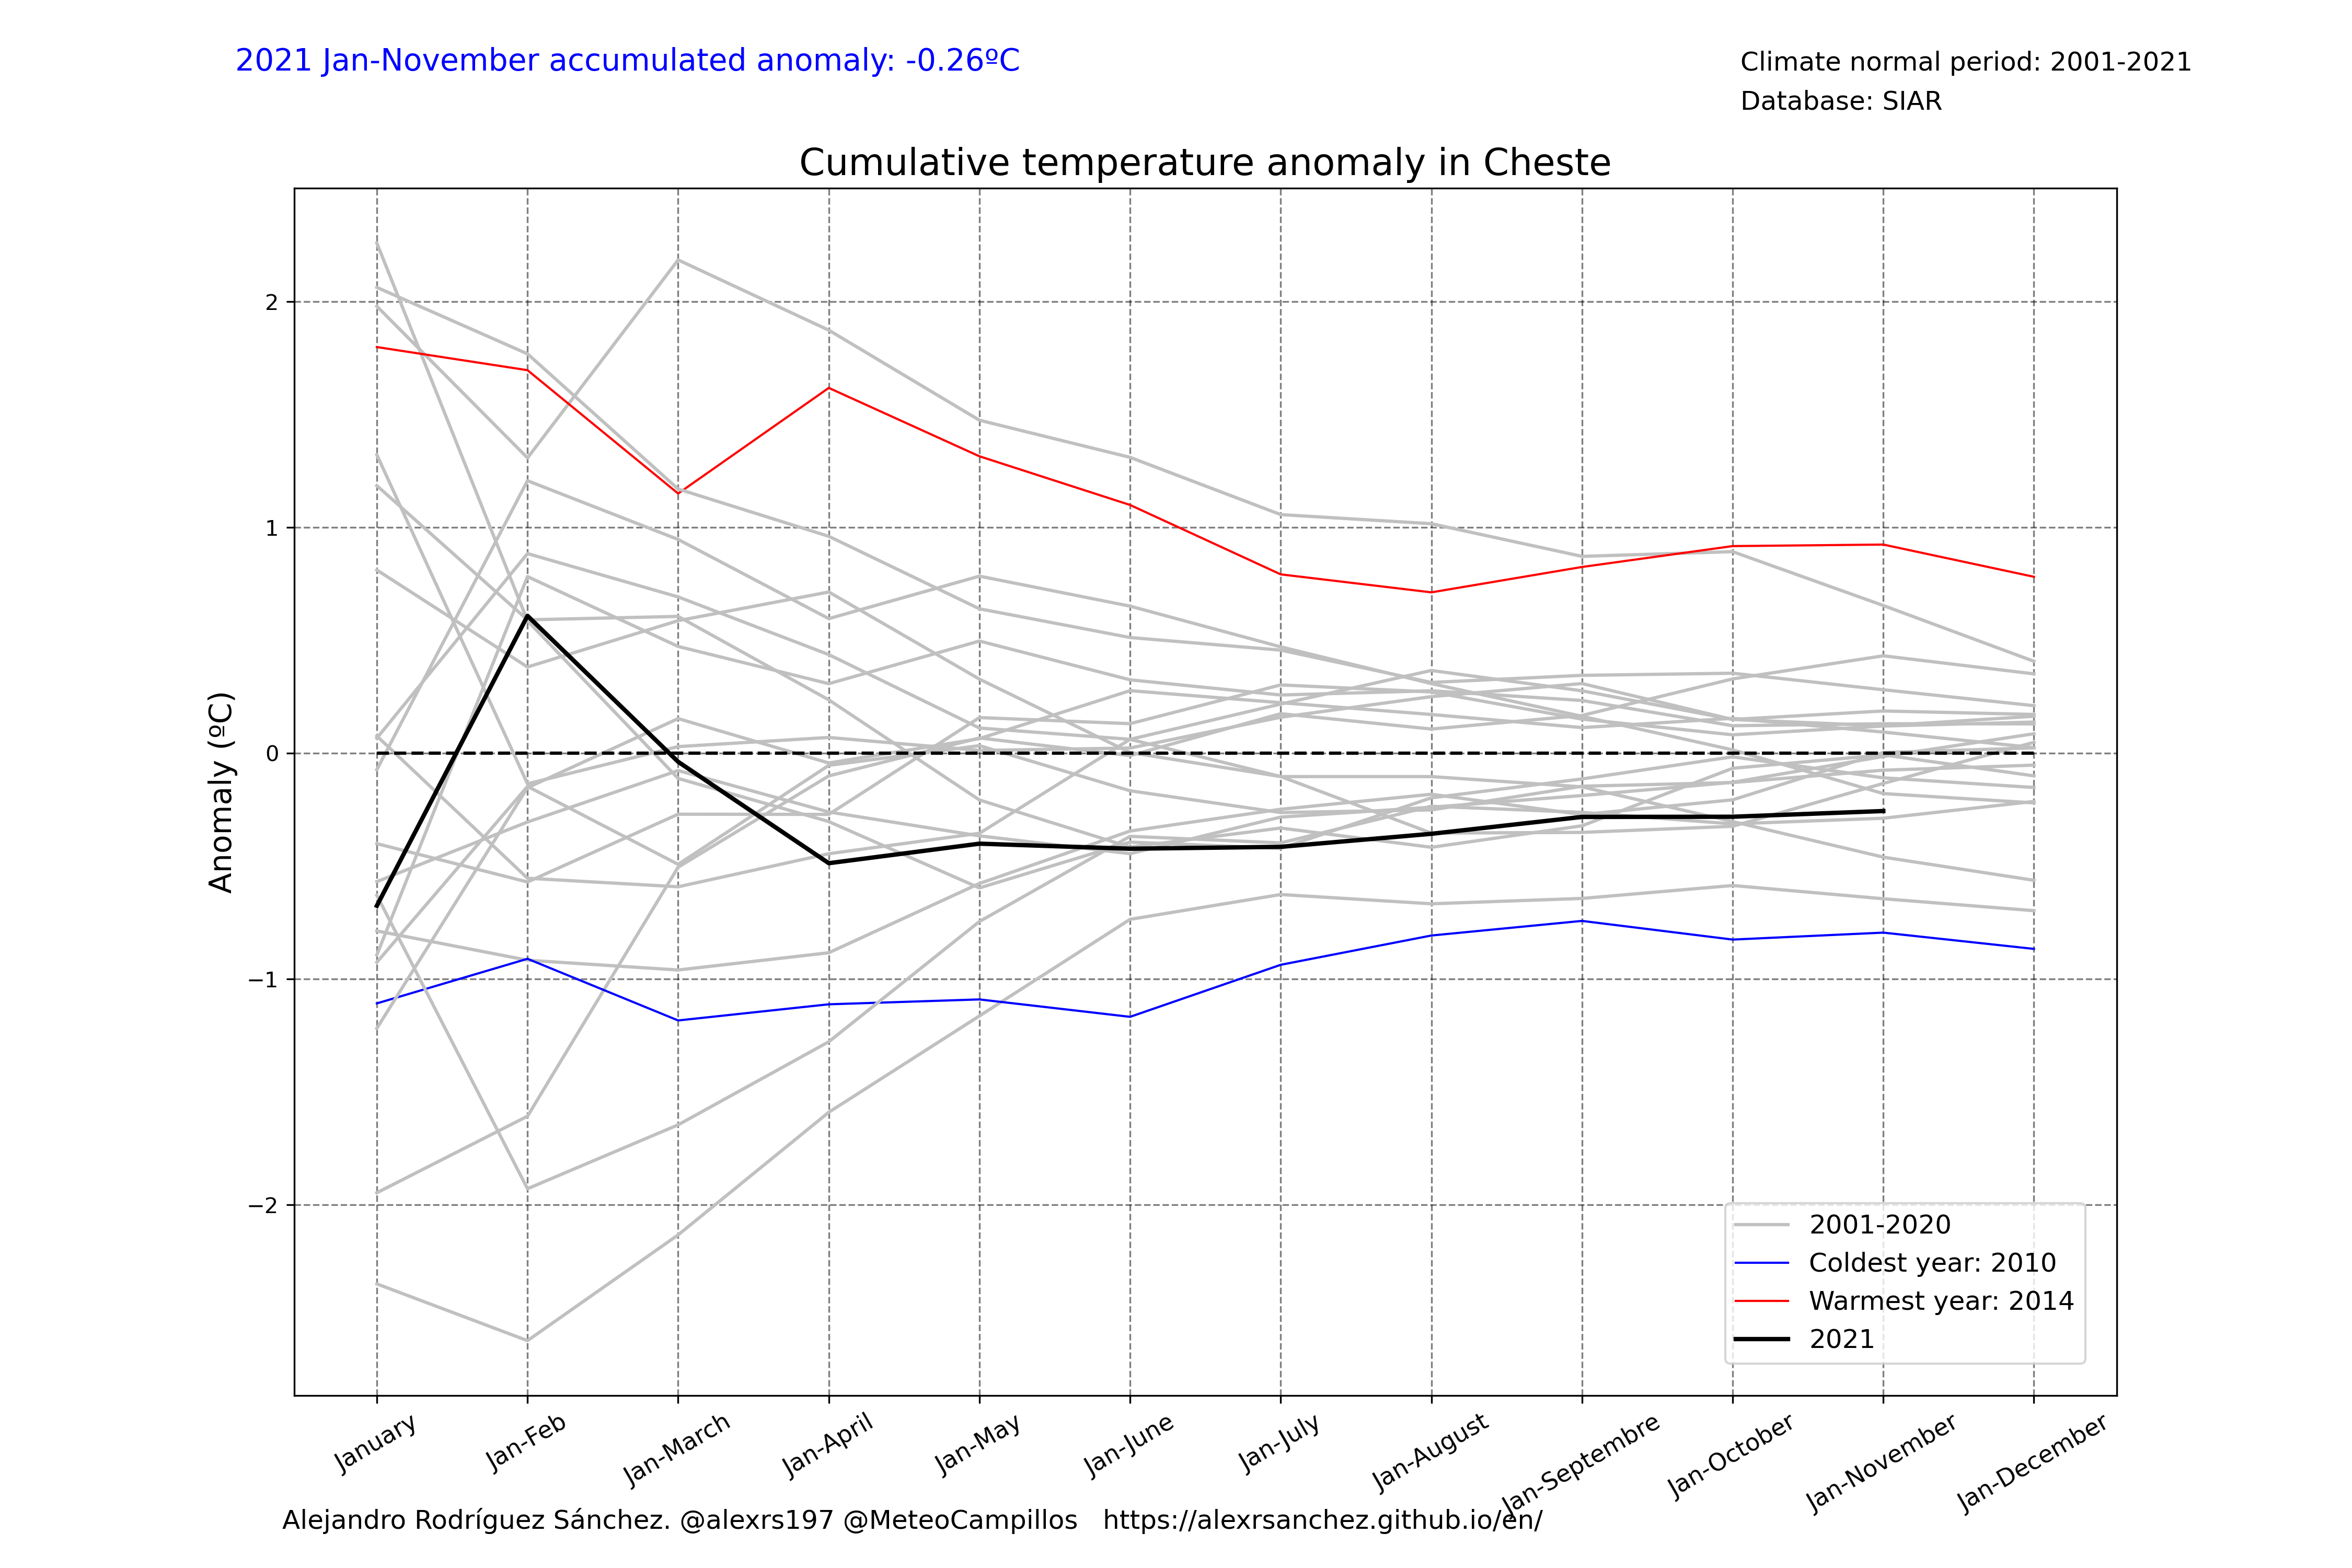 2021 Jan-November accumulated anomaly: -0.26ºC
Climate normal period: 2001-2021
Database: SIAR
Cumulative temperature anomaly in Cheste
Anomaly (ºC)
2
1
0
−1
−2
2001-2020
Coldest year: 2010
Warmest year: 2014
2021
January
Jan-Feb
Jan-March
Jan-April
Jan-May
Jan-June
Jan-July
Jan-August
Jan-Septembre
Jan-October
Jan-November
Jan-December
Alejandro Rodríguez Sánchez. @alexrs197 @MeteoCampillos   https://alexrsanchez.github.io/en/